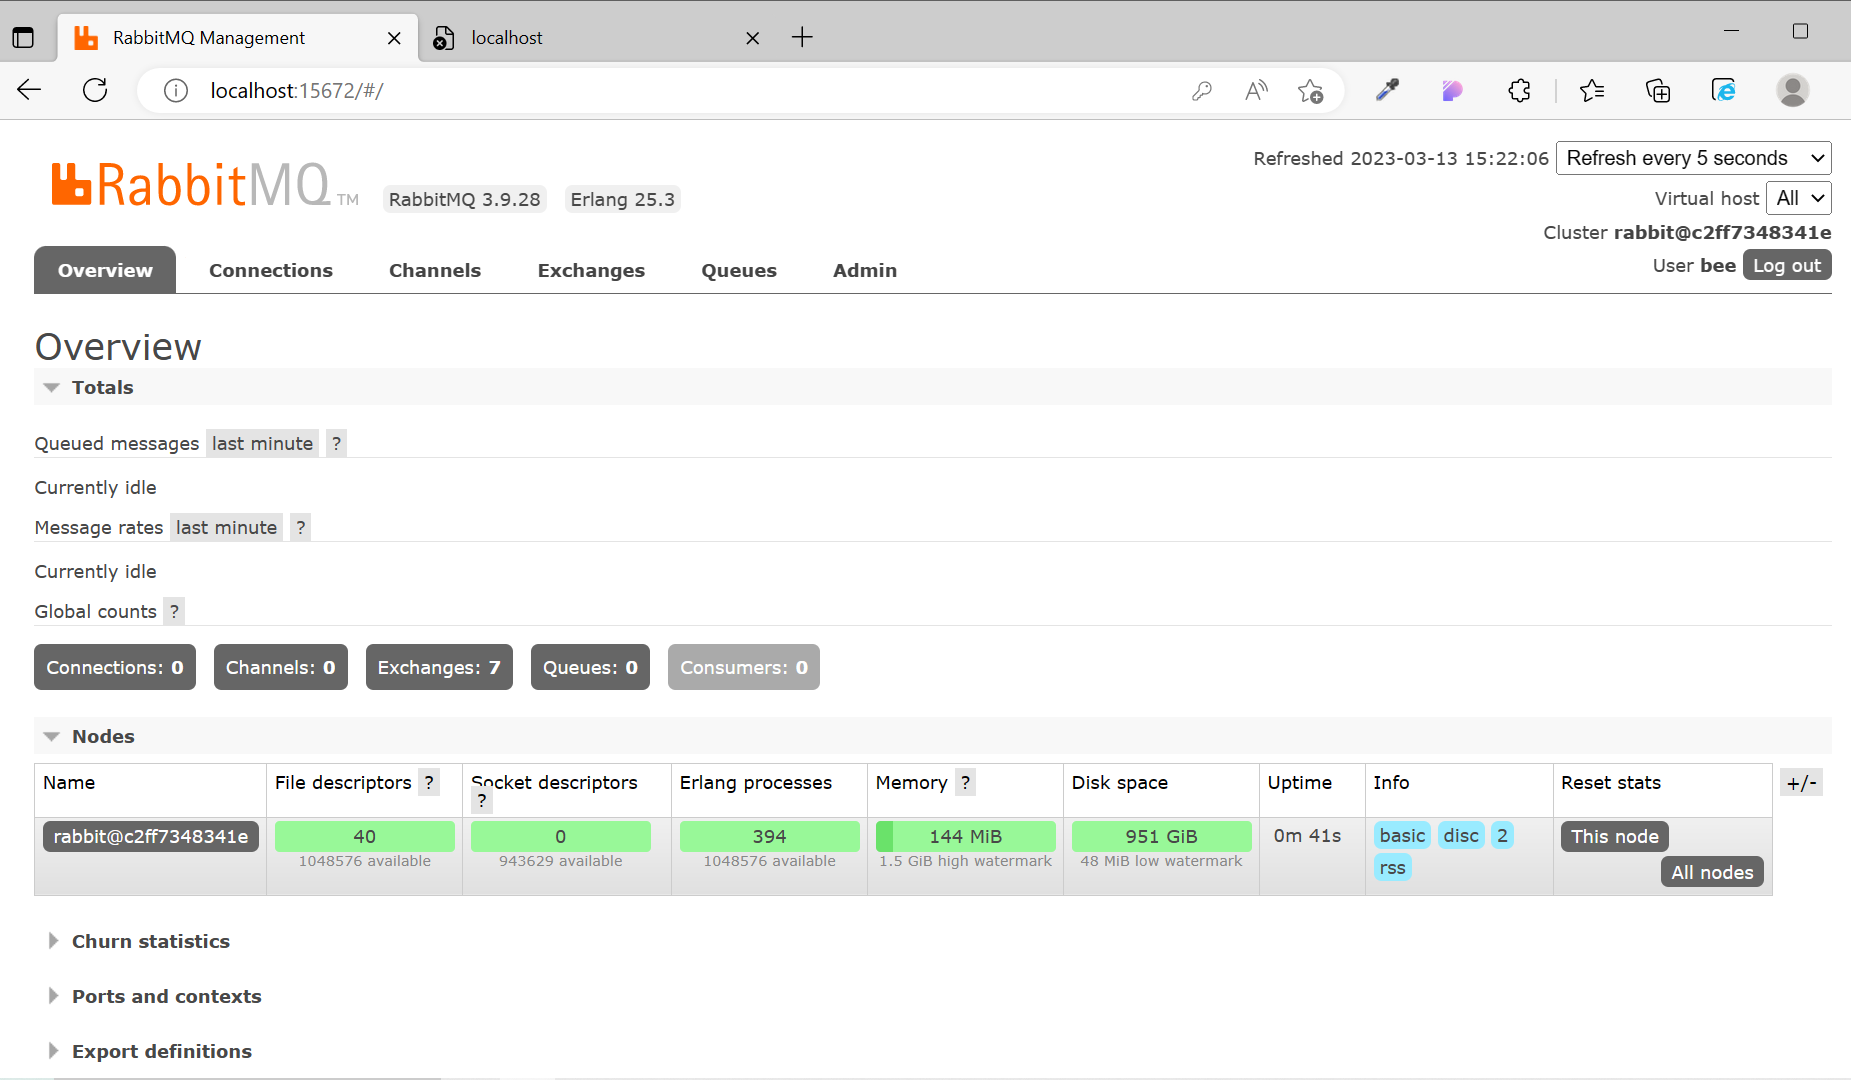 RabbitMQ Management
localhost
localhost:15672/#/
RabbitMQ TM RabbitMQ 3.9.28 Erlang 25.3
Refreshed 2023-03-13 15:22:06 Refresh every 5 seconds
Virtual host All
Cluster rabbit@c2ff7348341e
User bee Log out
Overview Connections Channels Exchanges Queues Admin
Overview
Totals
Queued messages last minute ?
Currently idle
Message rates last minute ?
Currently idle
Global counts ?
Connections: 0 Channels: 0 Exchanges: 7 Queues: 0 Consumers: 0
Nodes
Name File descriptors ? Socket descriptors ? Erlang processes Memory ? Disk space Uptime Info Reset stats +/-
rabbit@c2ff7348341e 40 0 394 144 MiB 951 GiB 0m 41s basic disc 2 This node
1048576 available 943629 available 1048576 available 1.5 GiB high watermark 48 MiB low watermark rss All nodes
Churn statistics
Ports and contexts
Export definitions